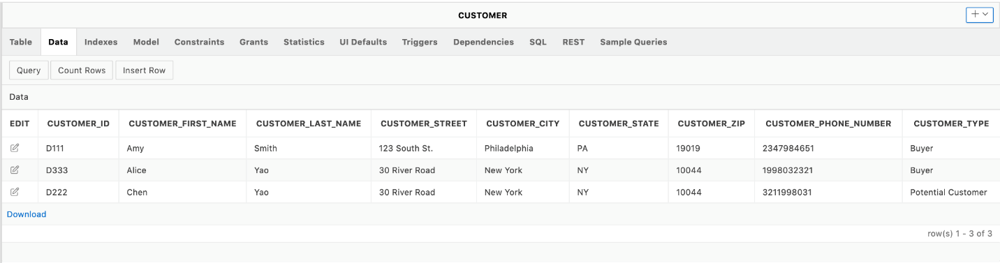 CUSTOMER
Table Data Indexes Model Constraints Grants Statistics UI Defaults Triggers Dependencies SQL REST Sample Queries
Query Count Rows Insert Row
Data
EDIT CUSTOMER_ID CUSTOMER_FIRST_NAME CUSTOMER_LAST_NAME CUSTOMER_STREET CUSTOMER_CITY CUSTOMER_STATE CUSTOMER_ZIP CUSTOMER_PHONE_NUMBER CUSTOMER_TYPE
D111 Amy Smith 123 South St. Philadelphia PA 19019 2347984651 Buyer
D333 Alice Yao 30 River Road New York NY 10044 1998032321 Buyer
D222 Chen Yao 30 River Road New York NY 10044 3211998031 Potential Customer
Download
row(s) 1 - 3 of 3